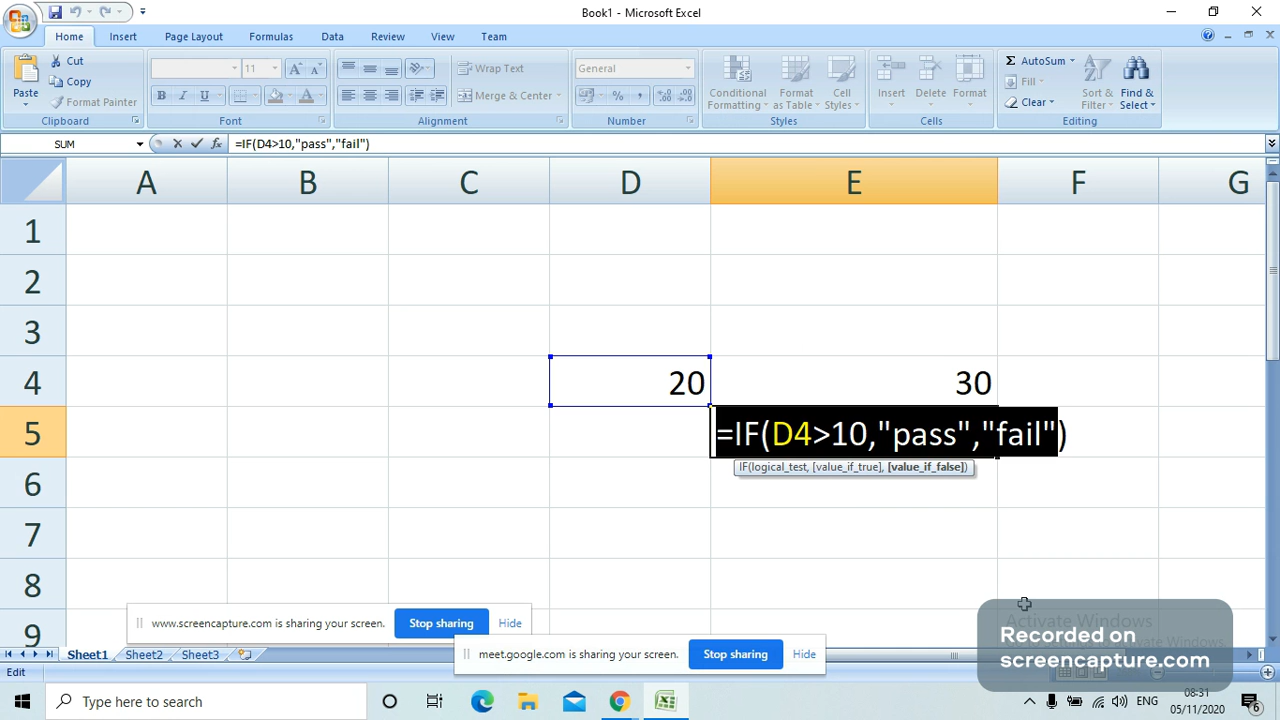 Book1 - Microsoft Excel
Home Insert Page Layout Formulas Data Review View Team
Paste
Cut
Copy
Format Painter
11
Wrap Text
Merge & Center
General
Conditional Formatting
Format as Table
Cell Styles
Insert
Delete
Format
AutoSum
Fill
Clear
Sort & Filter
Find & Select
Clipboard Font Alignment Number Styles Cells Editing
SUM =IF(D4>10,"pass","fail")
A B C D E F G
1
2
3
4 20 30
5 =IF(D4>10,"pass","fail")
IF(logical_test, [value_if_true], [value_if_false])
6
7
8
9
www.screencapture.com is sharing your screen. Stop sharing Hide
meet.google.com is sharing your screen. Stop sharing Hide
Activate Windows
Recorded on
screencapture.com
Sheet1 Sheet2 Sheet3
Edit
Type here to search
ENG
08:31
05/11/2020
6